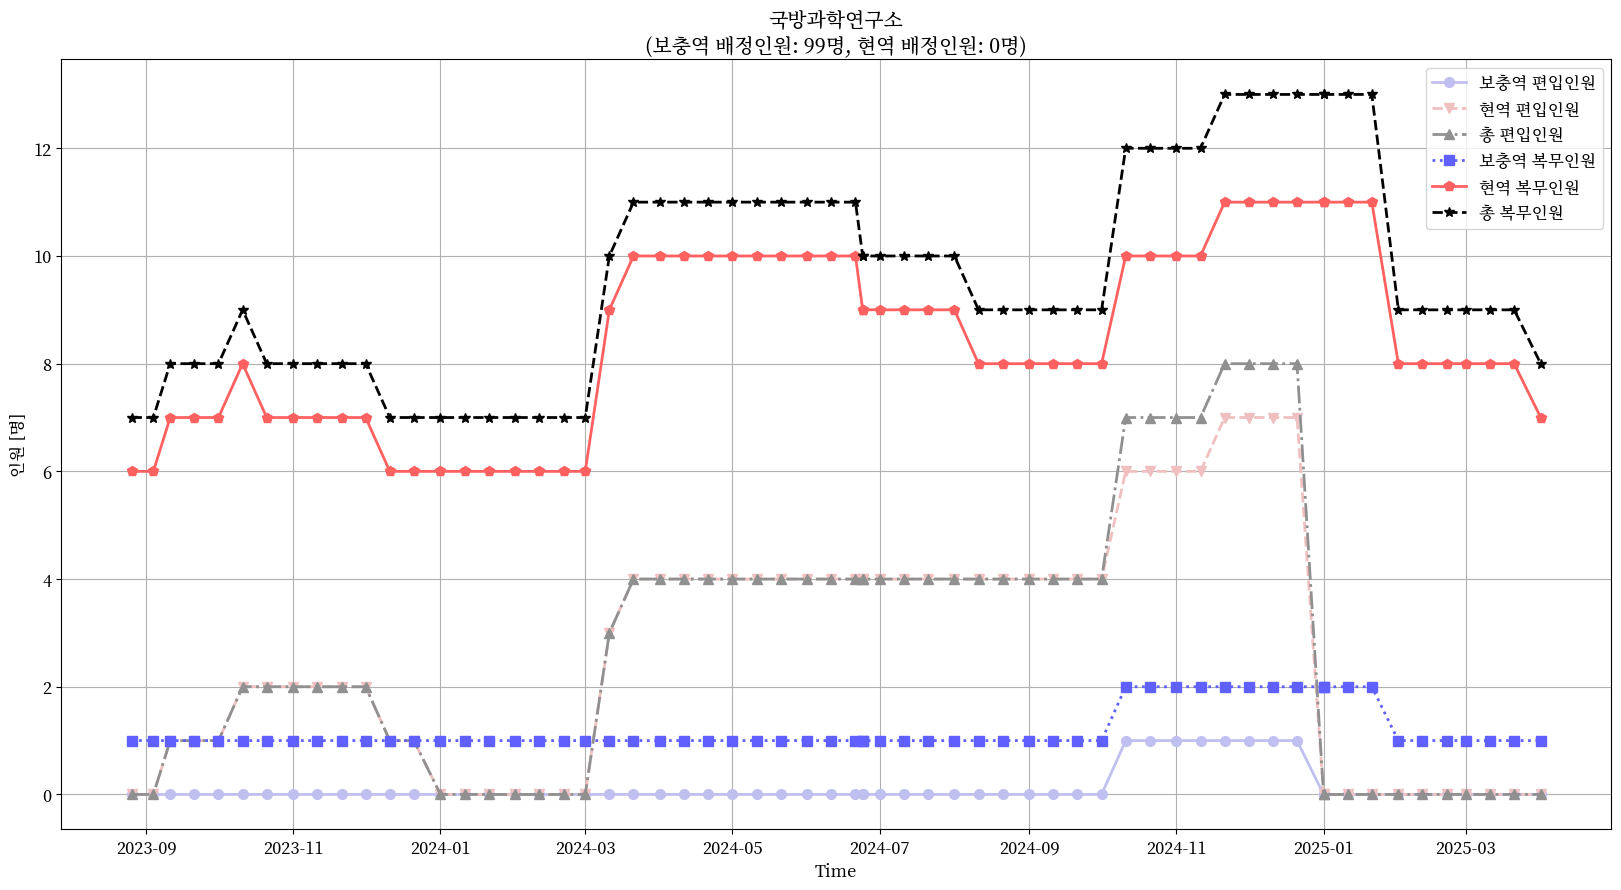 국방과학연구소
(보충역 배정인원: 99명, 현역 배정인원: 0명)
보충역 편입인원
현역 편입인원
총 편입인원
보충역 복무인원
현역 복무인원
총 복무인원
인원 [명]
12
10
8
6
4
2
0
2023-09
2023-11
2024-01
2024-03
2024-05
2024-07
2024-09
2024-11
2025-01
2025-03
Time